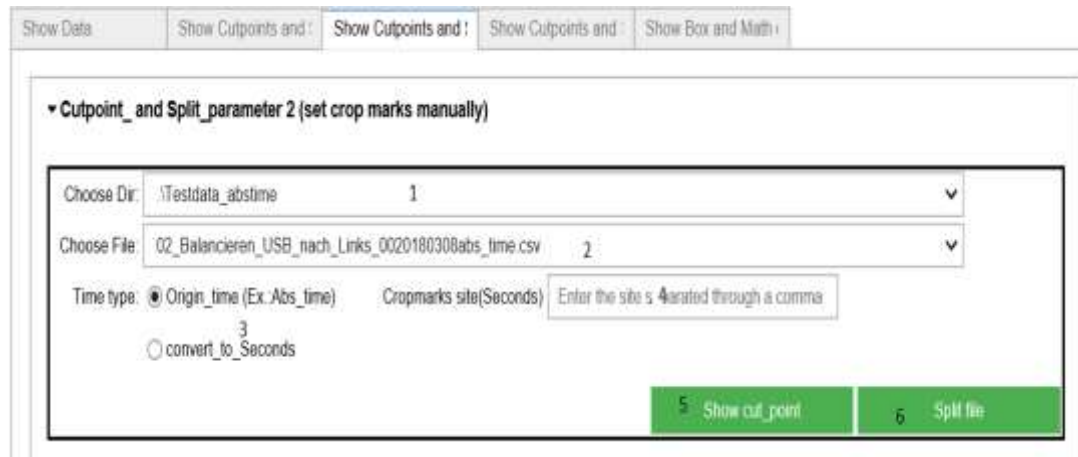 Show Data Show Cutpoints and Show Cutpoints and Show Cutpoints and Show Box and Math
▾ Cutpoint_ and Split_parameter 2 (set crop marks manually)
Choose Dir: .\Testdata_abstime 1
Choose File: 02_Balancieren_USB_nach_Links_0020180308abs_time.csv 2
Time type: Origin_time (Ex.:Abs_time) Cropmarks site(Seconds) Enter the site s 4arated through a comma
3
convert_to_Seconds
5 Show cut_point 6 Split file